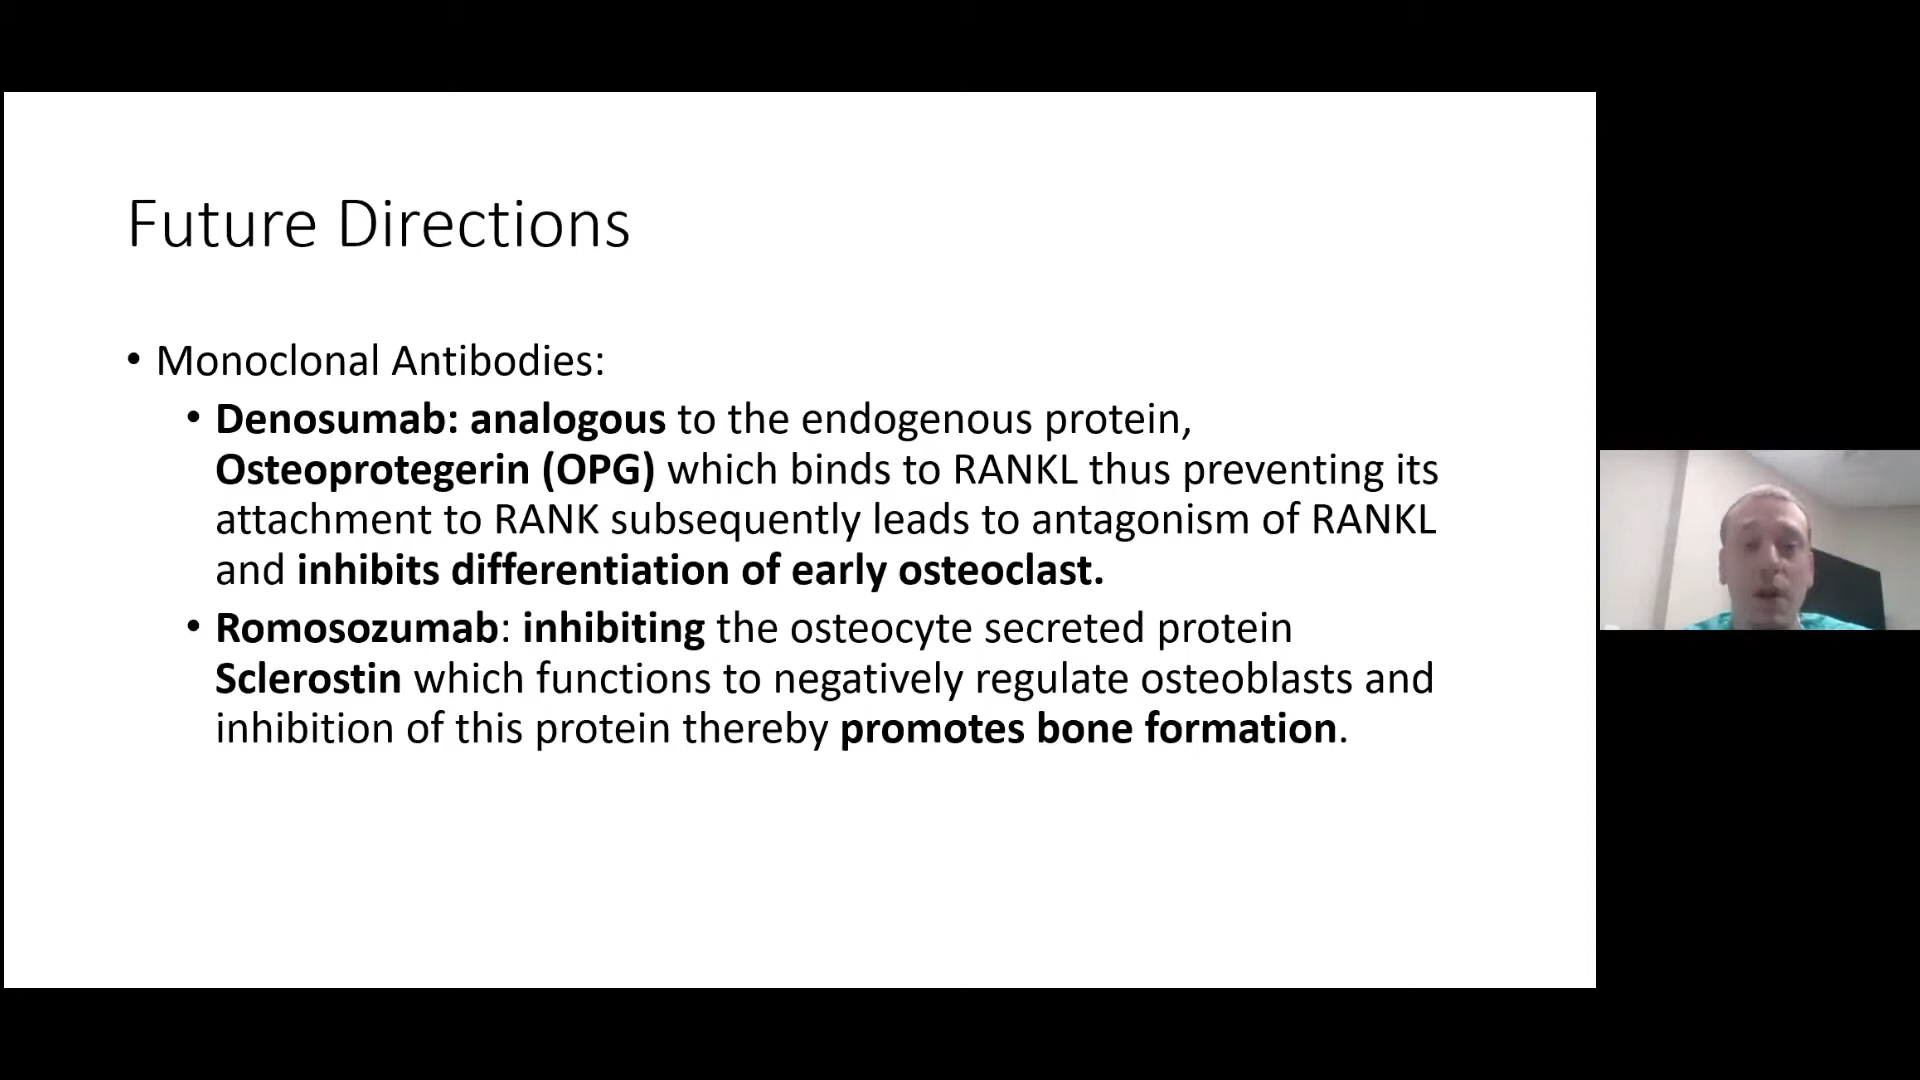 Future Directions
• Monoclonal Antibodies:
• Denosumab: analogous to the endogenous protein,
Osteoprotegerin (OPG) which binds to RANKL thus preventing its
attachment to RANK subsequently leads to antagonism of RANKL
and inhibits differentiation of early osteoclast.
• Romosozumab: inhibiting the osteocyte secreted protein
Sclerostin which functions to negatively regulate osteoblasts and
inhibition of this protein thereby promotes bone formation.